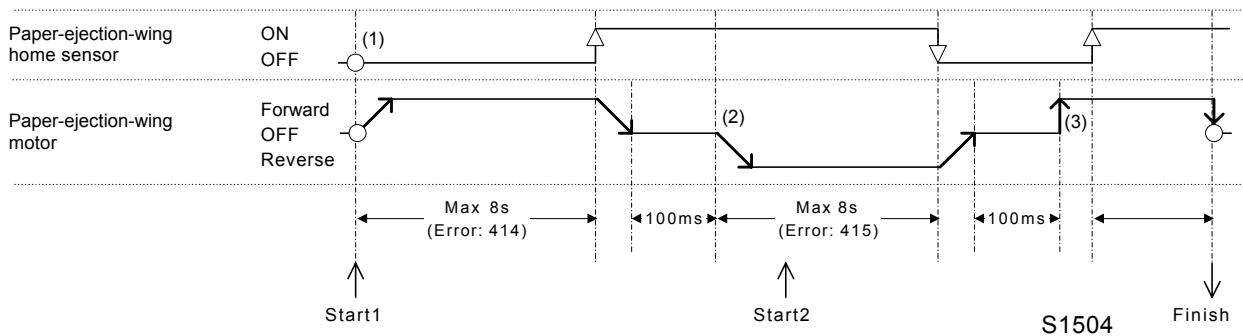 Paper-ejection-wing
home sensor
ON
OFF
(1)
Paper-ejection-wing
motor
Forward
OFF
Reverse
(2)
(3)
Max 8s
(Error: 414)
100ms
Max 8s
(Error: 415)
100ms
Start1
Start2
S1504
Finish